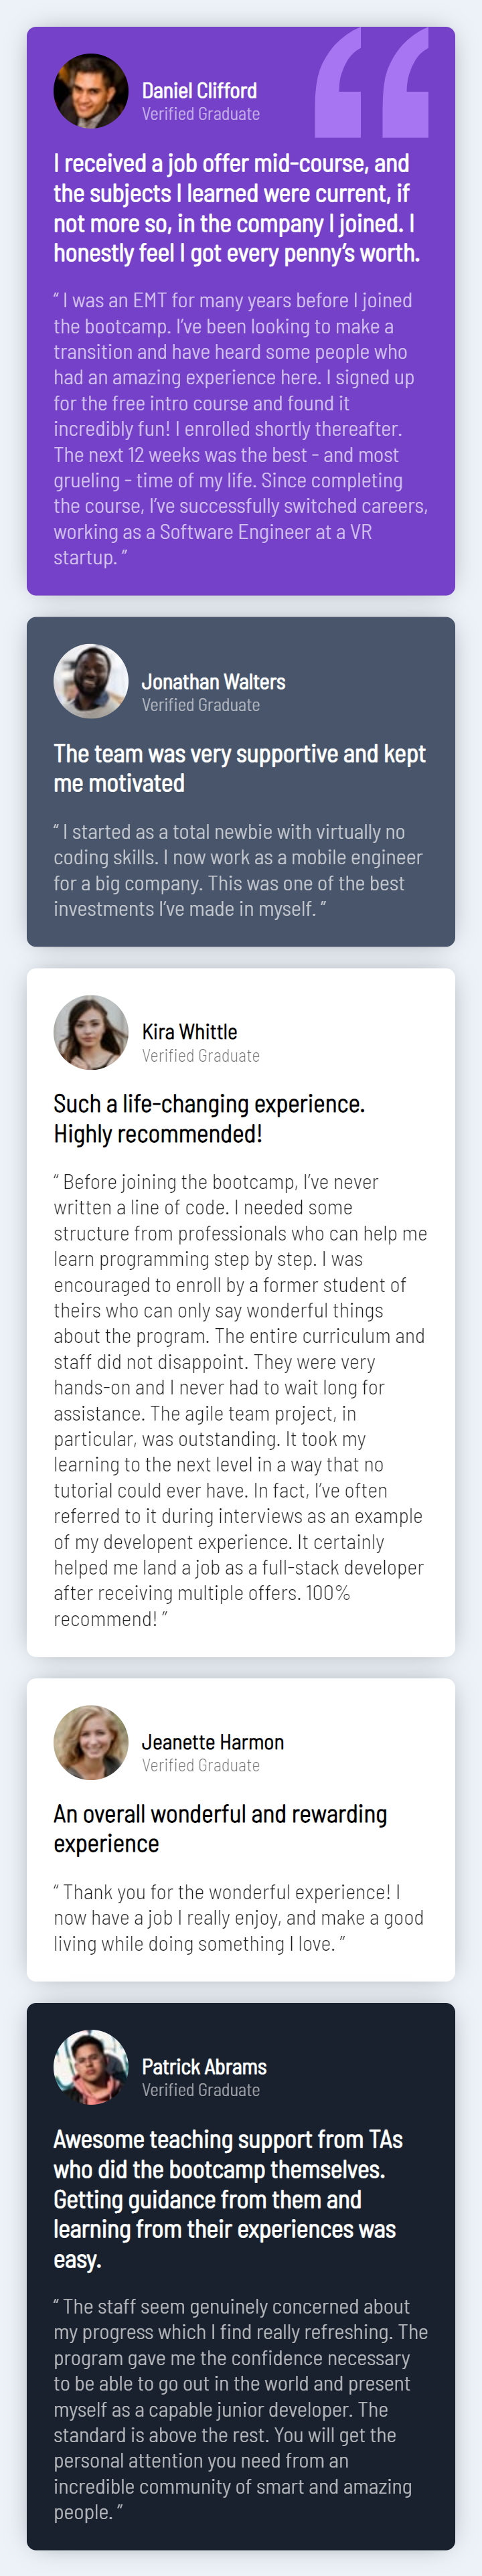 Daniel Clifford
Verified Graduate
I received a job offer mid-course, and
the subjects I learned were current, if
not more so, in the company I joined. I
honestly feel I got every penny’s worth.
“ I was an EMT for many years before I joined
the bootcamp. I’ve been looking to make a
transition and have heard some people who
had an amazing experience here. I signed up
for the free intro course and found it
incredibly fun! I enrolled shortly thereafter.
The next 12 weeks was the best - and most
grueling - time of my life. Since completing
the course, I’ve successfully switched careers,
working as a Software Engineer at a VR
startup. ”
Jonathan Walters
Verified Graduate
The team was very supportive and kept
me motivated
“ I started as a total newbie with virtually no
coding skills. I now work as a mobile engineer
for a big company. This was one of the best
investments I’ve made in myself. ”
Kira Whittle
Verified Graduate
Such a life-changing experience.
Highly recommended!
“ Before joining the bootcamp, I’ve never
written a line of code. I needed some
structure from professionals who can help me
learn programming step by step. I was
encouraged to enroll by a former student of
theirs who can only say wonderful things
about the program. The entire curriculum and
staff did not disappoint. They were very
hands-on and I never had to wait long for
assistance. The agile team project, in
particular, was outstanding. It took my
learning to the next level in a way that no
tutorial could ever have. In fact, I’ve often
referred to it during interviews as an example
of my developent experience. It certainly
helped me land a job as a full-stack developer
after receiving multiple offers. 100%
recommend! ”
Jeanette Harmon
Verified Graduate
An overall wonderful and rewarding
experience
“ Thank you for the wonderful experience! I
now have a job I really enjoy, and make a good
living while doing something I love. ”
Patrick Abrams
Verified Graduate
Awesome teaching support from TAs
who did the bootcamp themselves.
Getting guidance from them and
learning from their experiences was
easy.
“ The staff seem genuinely concerned about
my progress which I find really refreshing. The
program gave me the confidence necessary
to be able to go out in the world and present
myself as a capable junior developer. The
standard is above the rest. You will get the
personal attention you need from an
incredible community of smart and amazing
people. ”